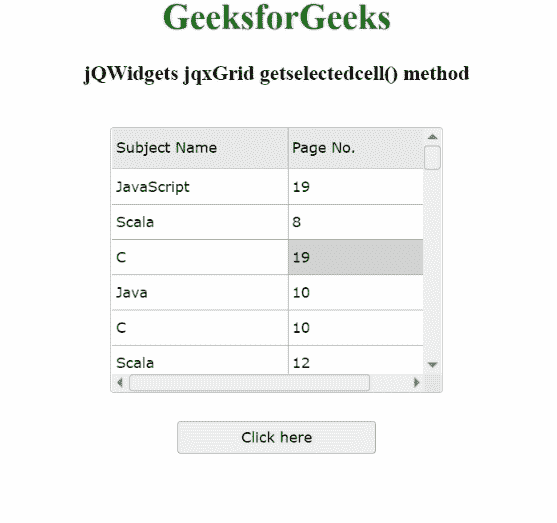 GeeksforGeeks
jQWidgets jqxGrid getselectedcell() method
Subject Name Page No.
JavaScript 19
Scala 8
C 19
Java 10
C 10
Scala 12
Click here